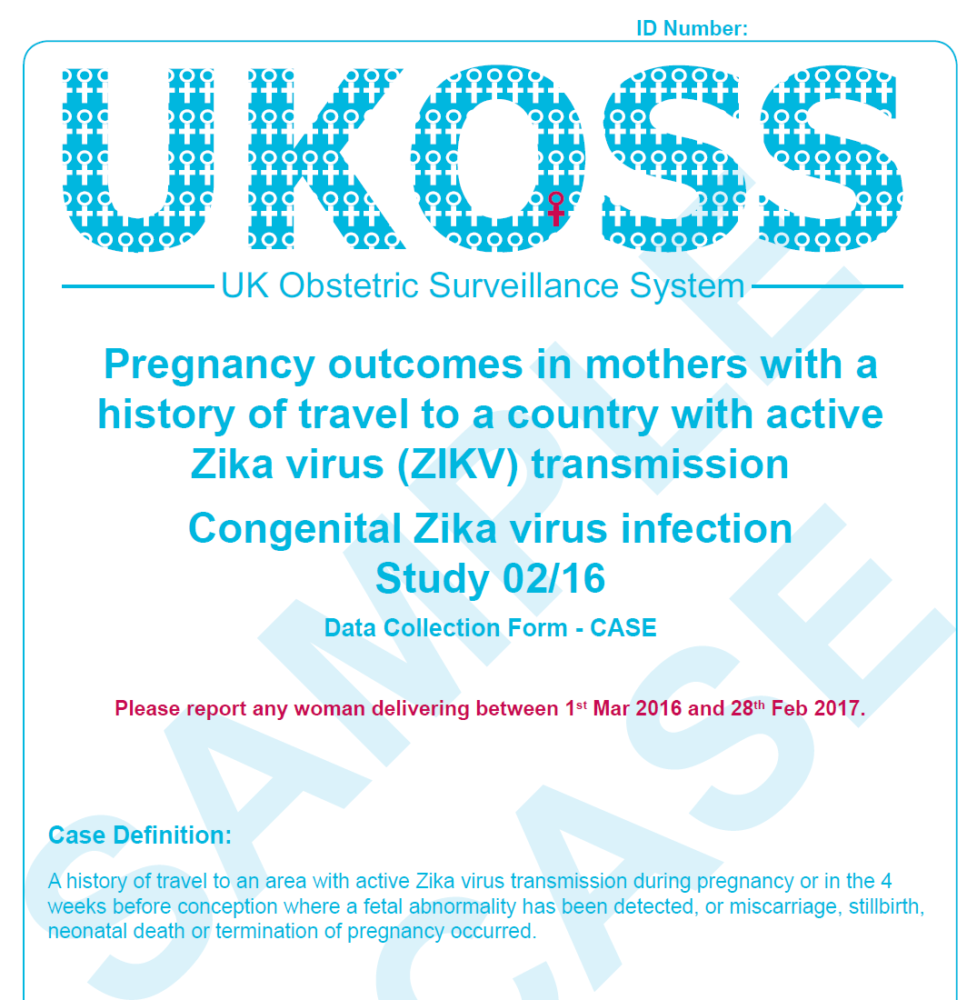 ID Number:
UKOSS
UK Obstetric Surveillance System
Pregnancy outcomes in mothers with a
history of travel to a country with active
Zika virus (ZIKV) transmission
Congenital Zika virus infection
Study 02/16
Data Collection Form - CASE
Please report any woman delivering between 1st Mar 2016 and 28th Feb 2017.
Case Definition:
A history of travel to an area with active Zika virus transmission during pregnancy or in the 4
weeks before conception where a fetal abnormality has been detected, or miscarriage, stillbirth,
neonatal death or termination of pregnancy occurred.
SAMPLE
CASE